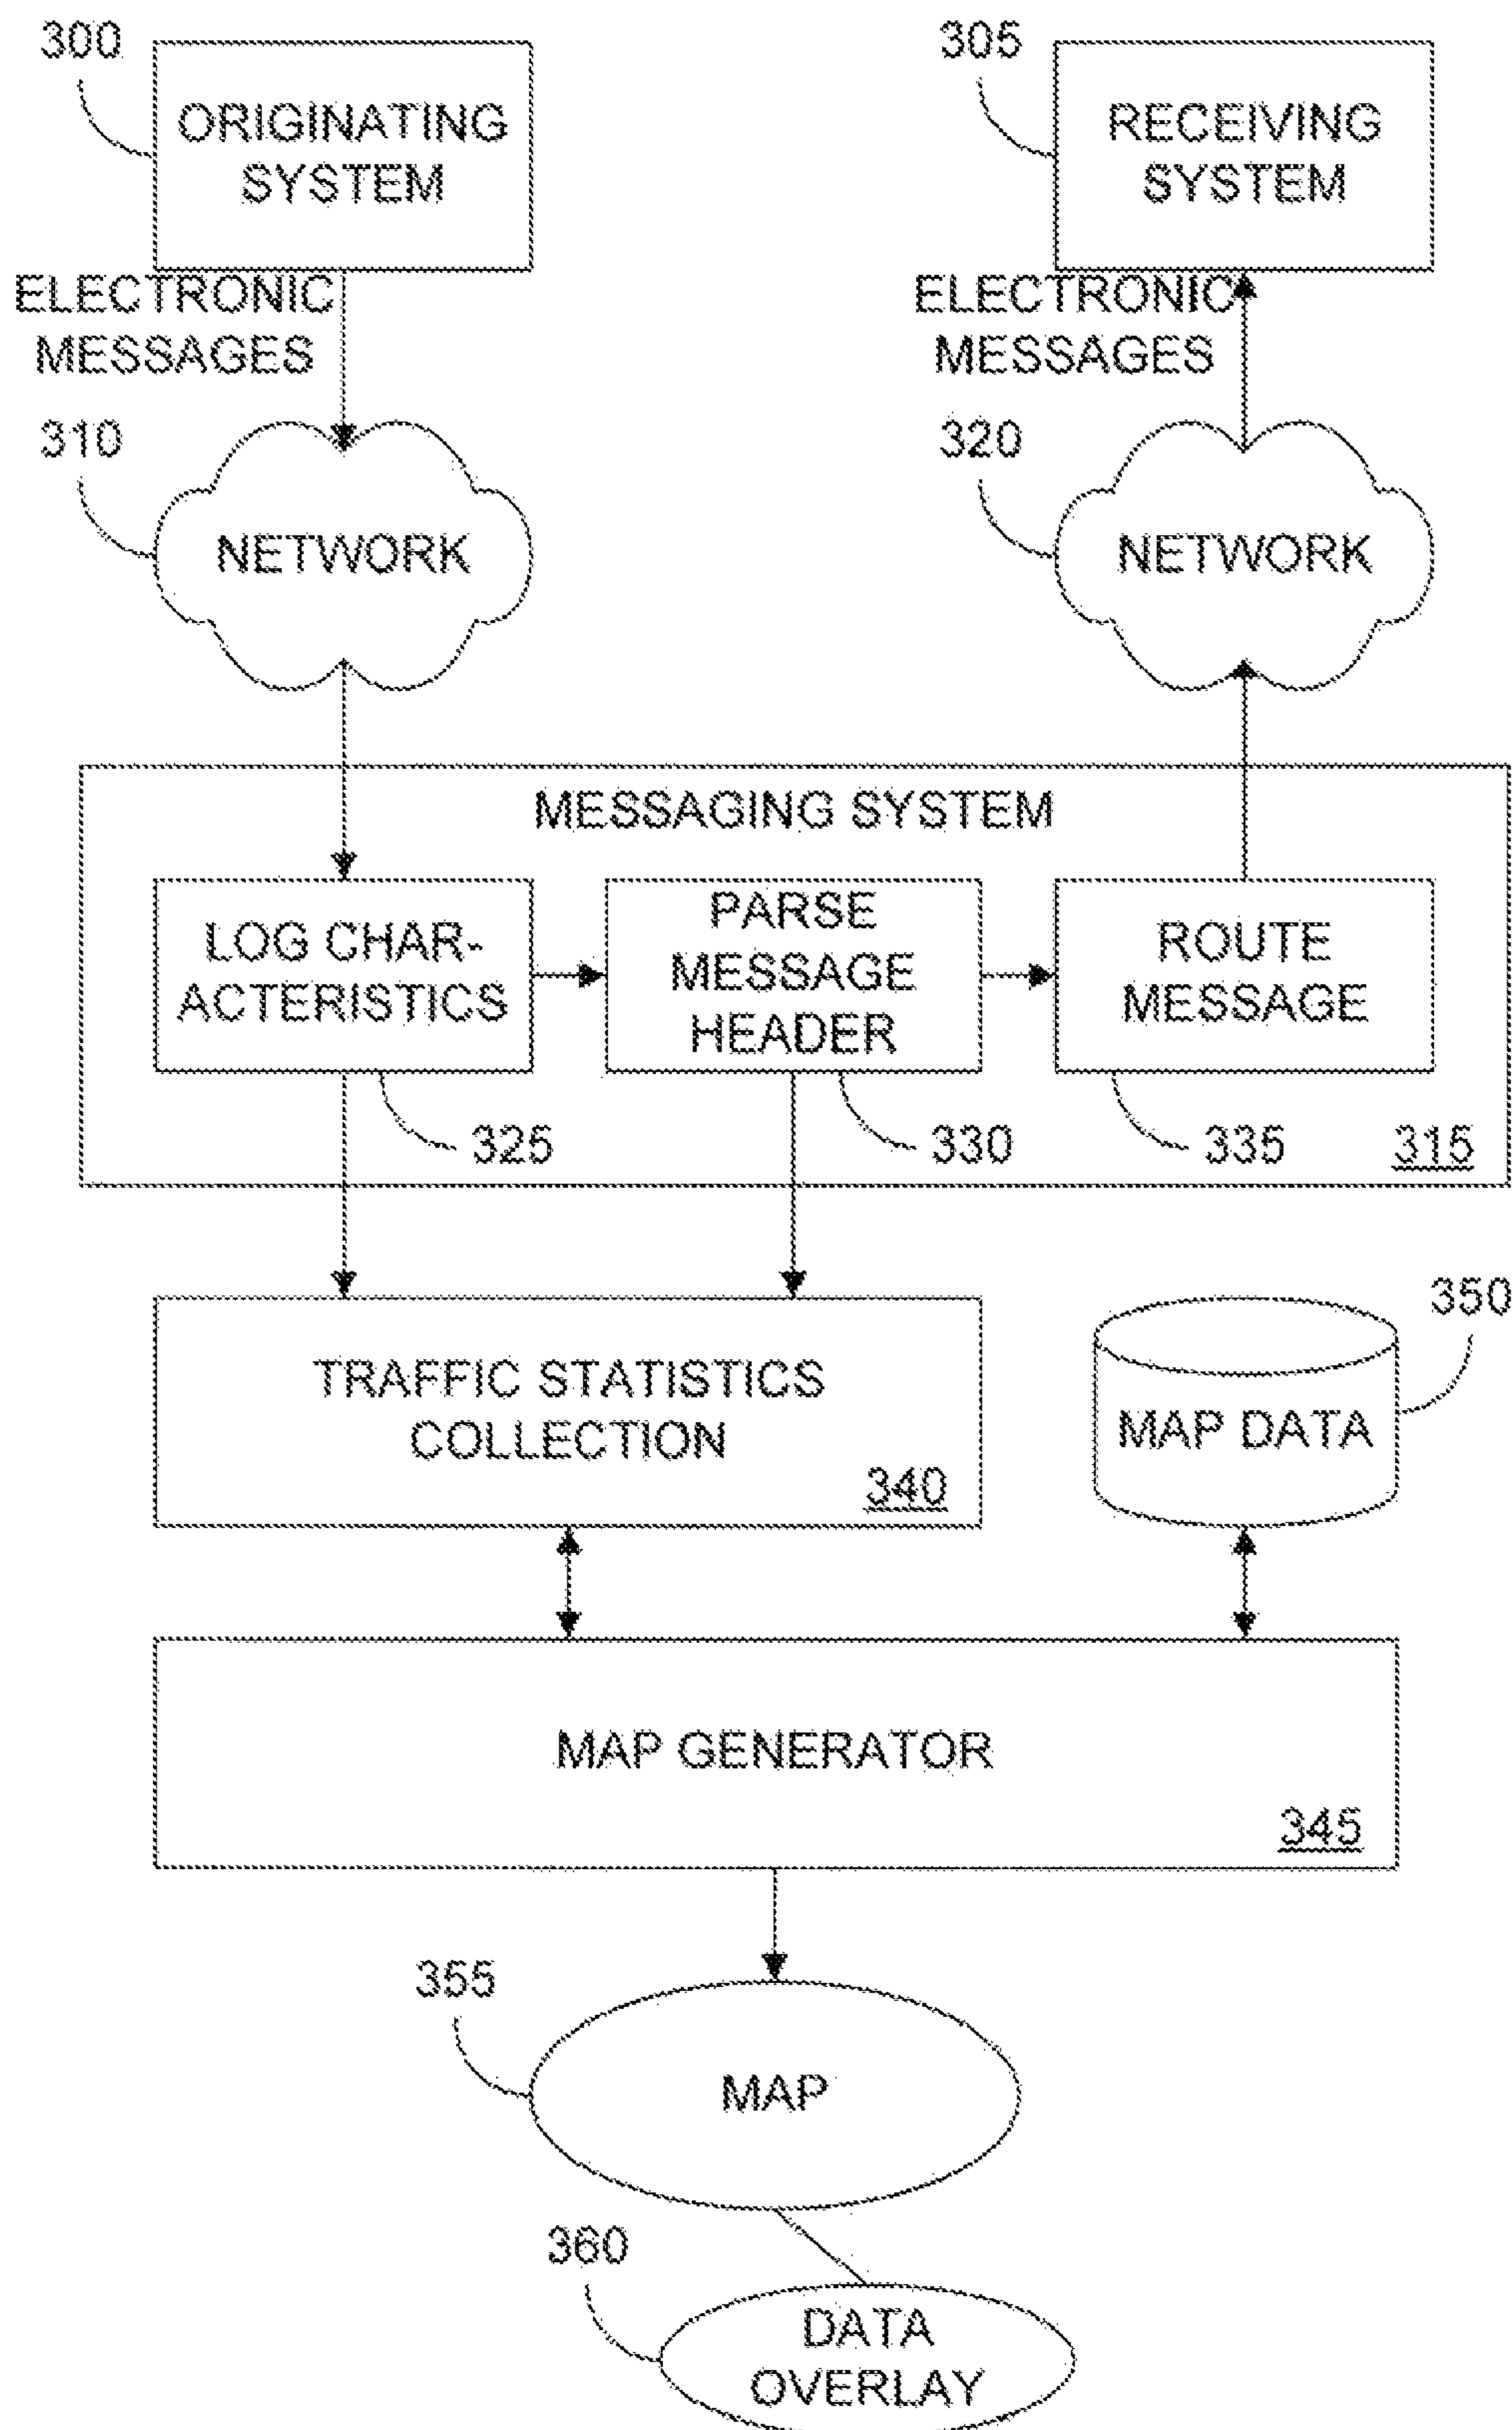 300
ORIGINATING
SYSTEM
305
RECEIVING
SYSTEM
ELECTRONIC
MESSAGES
ELECTRONIC
MESSAGES
310
NETWORK
320
NETWORK
MESSAGING SYSTEM
LOG CHAR-
ACTERISTICS
PARSE
MESSAGE
HEADER
ROUTE
MESSAGE
325
330
335
315
TRAFFIC STATISTICS
COLLECTION
340
350
MAP DATA
MAP GENERATOR
345
355
MAP
360
DATA
OVERLAY